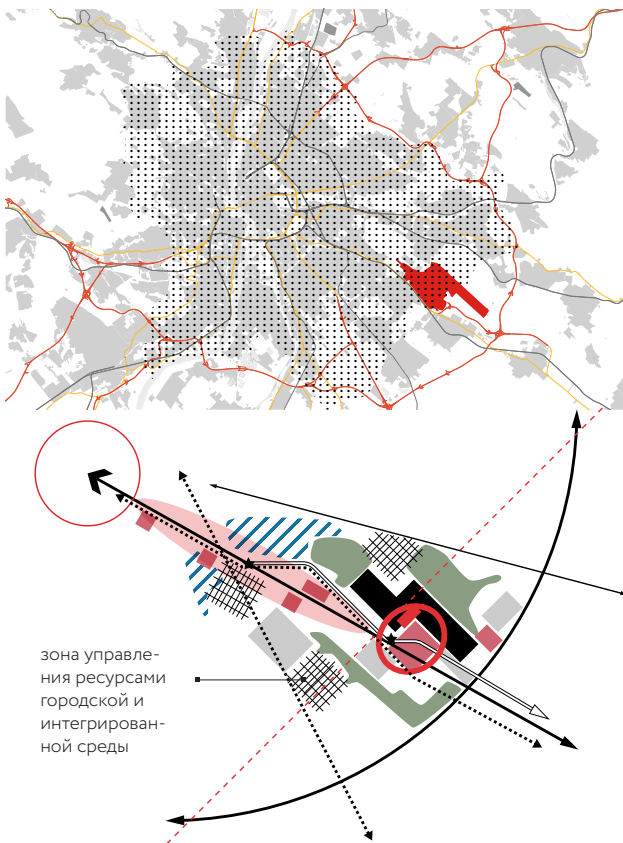 зона управле-
ния ресурсами
городской и
интегрирован-
ной среды